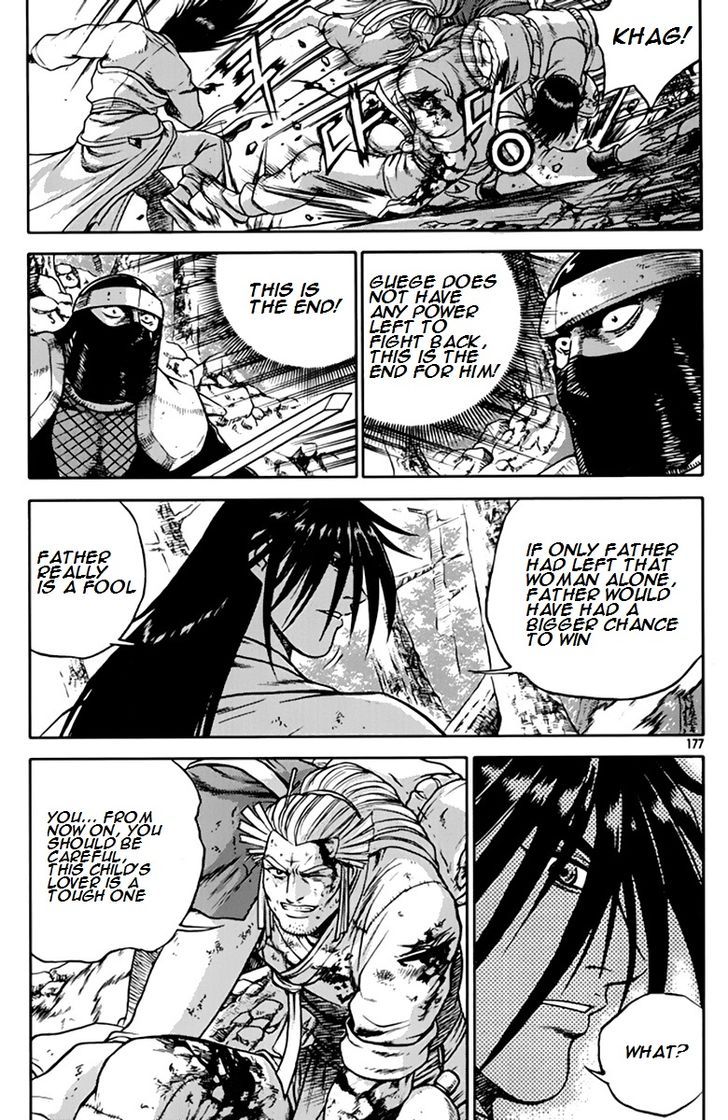 KHAG!
THIS IS
THE END!
GUEGE DOES
NOT HAVE
ANY POWER
LEFT TO
FIGHT BACK,
THIS IS THE
END FOR HIM!
FATHER
REALLY
IS A FOOL
IF ONLY FATHER
HAD LEFT THAT
WOMAN ALONE,
FATHER WOULD
HAVE HAD A
BIGGER CHANCE
TO WIN
177
YOU... FROM
NOW ON, YOU
SHOULD BE
CAREFUL,
THIS CHILD'S
LOVER IS A
TOUGH ONE
WHAT?